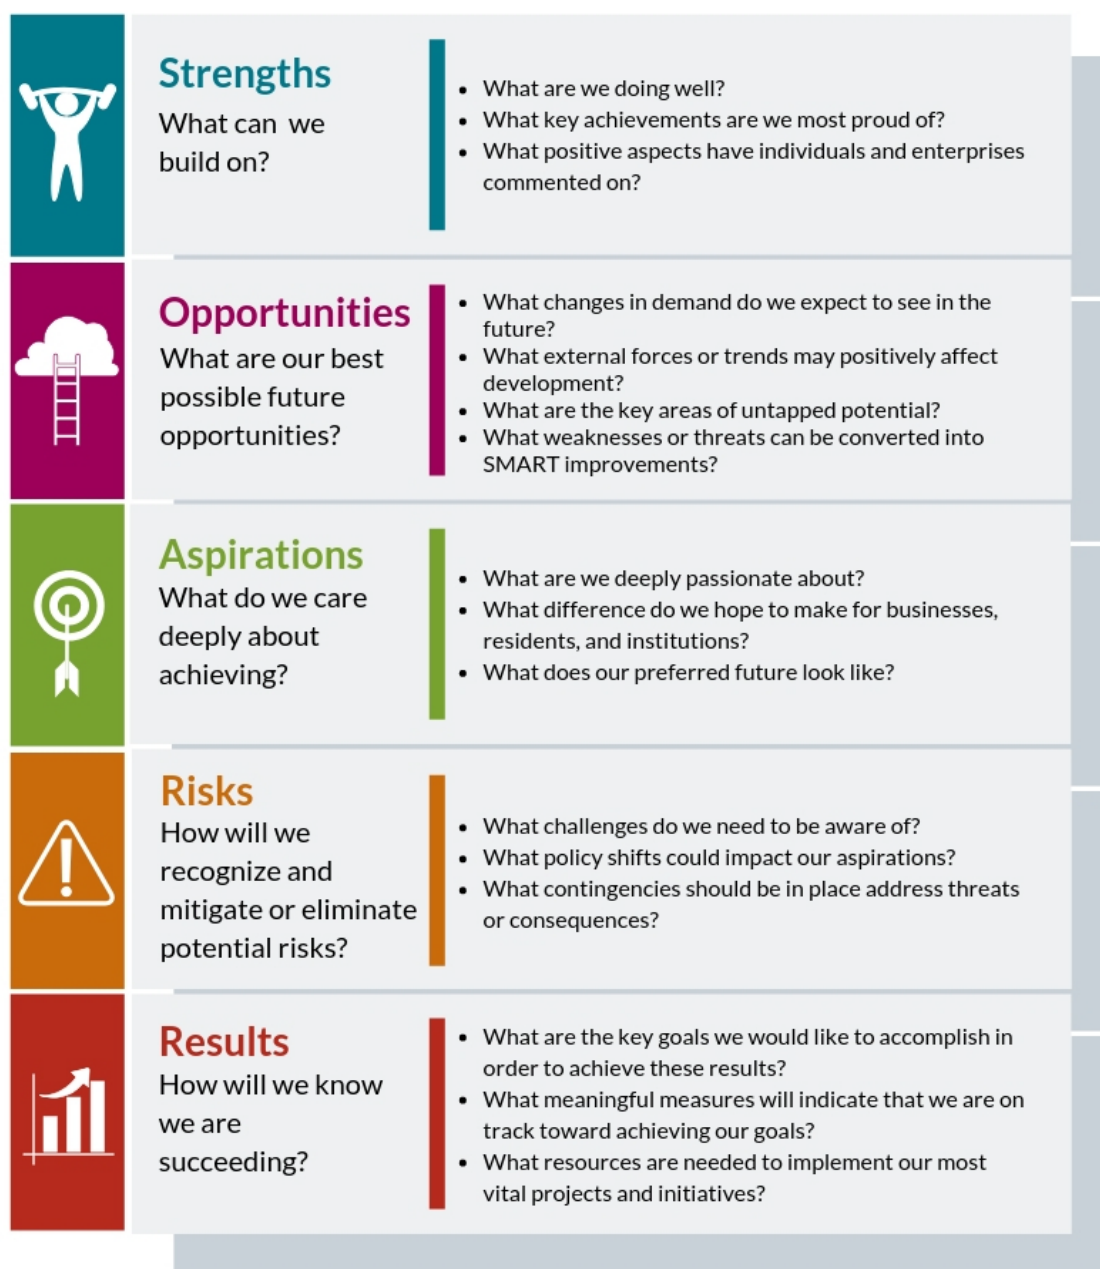 Strengths
What can we
build on?
• What are we doing well?
• What key achievements are we most proud of?
• What positive aspects have individuals and enterprises
commented on?
Opportunities
What are our best
possible future
opportunities?
• What changes in demand do we expect to see in the
future?
• What external forces or trends may positively affect
development?
• What are the key areas of untapped potential?
• What weaknesses or threats can be converted into
SMART improvements?
Aspirations
What do we care
deeply about
achieving?
• What are we deeply passionate about?
• What difference do we hope to make for businesses,
residents, and institutions?
• What does our preferred future look like?
Risks
How will we
recognize and
mitigate or eliminate
potential risks?
• What challenges do we need to be aware of?
• What policy shifts could impact our aspirations?
• What contingencies should be in place address threats
or consequences?
Results
How will we know
we are
succeeding?
• What are the key goals we would like to accomplish in
order to achieve these results?
• What meaningful measures will indicate that we are on
track toward achieving our goals?
• What resources are needed to implement our most
vital projects and initiatives?